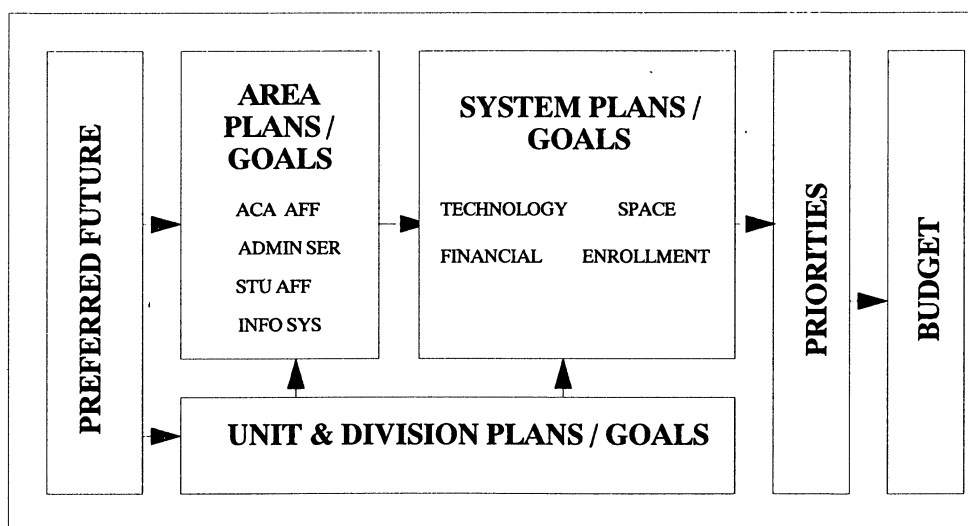 PREFERRED FUTURE
AREA
PLANS /
GOALS
ACA AFF
ADMIN SER
STU AFF
INFO SYS
SYSTEM PLANS /
GOALS
TECHNOLOGY SPACE
FINANCIAL ENROLLMENT
UNIT & DIVISION PLANS / GOALS
PRIORITIES
BUDGET